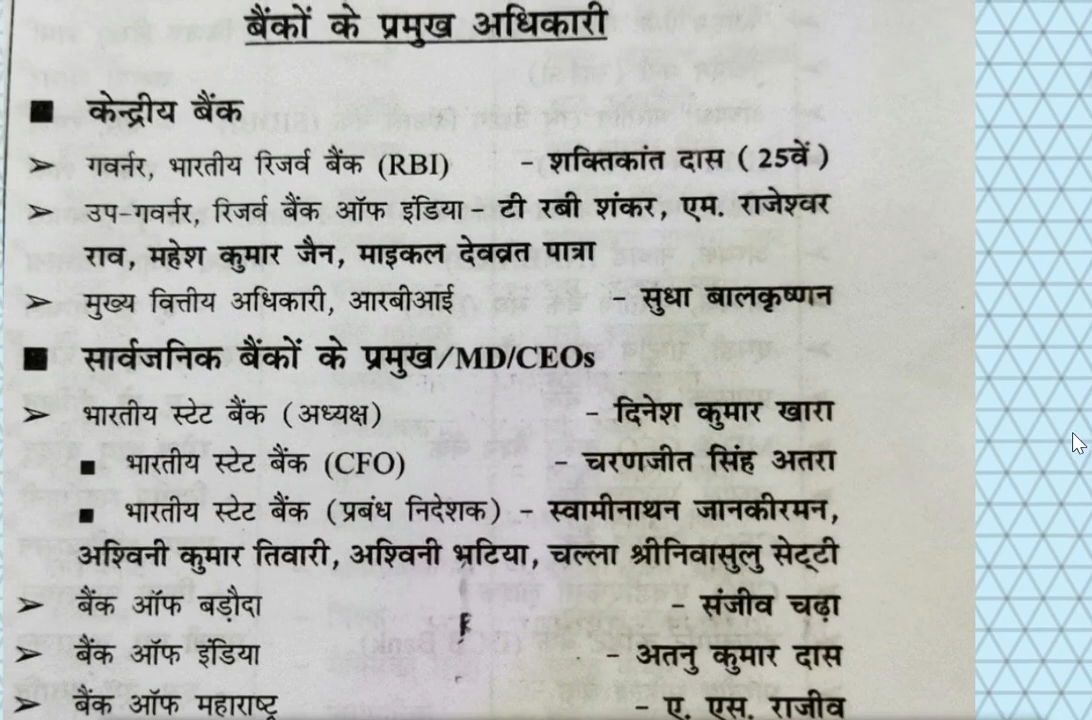 बैंकों के प्रमुख अधिकारी
■ केन्द्रीय बैंक
➢ गवर्नर, भारतीय रिजर्व बैंक (RBI) - शक्तिकांत दास (25वें)
➢ उप-गवर्नर, रिजर्व बैंक ऑफ इंडिया - टी रबी शंकर, एम. राजेश्वर
राव, महेश कुमार जैन, माइकल देवव्रत पात्रा
➢ मुख्य वित्तीय अधिकारी, आरबीआई - सुधा बालकृष्णन
■ सार्वजनिक बैंकों के प्रमुख/MD/CEOs
➢ भारतीय स्टेट बैंक (अध्यक्ष) - दिनेश कुमार खारा
■ भारतीय स्टेट बैंक (CFO) - चरणजीत सिंह अतरा
■ भारतीय स्टेट बैंक (प्रबंध निदेशक) - स्वामीनाथन जानकीरमन,
अश्विनी कुमार तिवारी, अश्विनी भ्रटिया, चल्ला श्रीनिवासुलु सेट्टी
➢ बैंक ऑफ बड़ौदा - संजीव चढ़ा
➢ बैंक ऑफ इंडिया - अतनु कुमार दास
➢ बैंक ऑफ महाराष्ट्र - ए. एस. राजीव